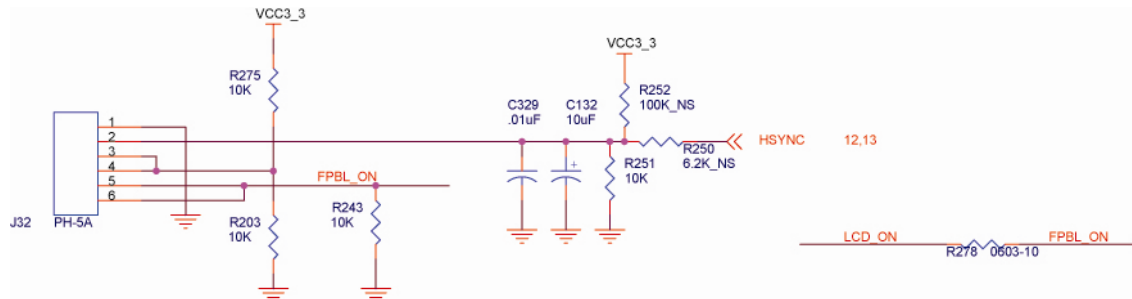 VCC3_3
VCC3_3
R275
10K
R252
100K_NS
C329
.01uF
C132
10uF
1
2
3
4
5
6
HSYNC 12,13
R250
6.2K_NS
R251
10K
+
FPBL_ON
J32
PH-5A
R203
10K
R243
10K
LCD_ON
FPBL_ON
R278 0603-10